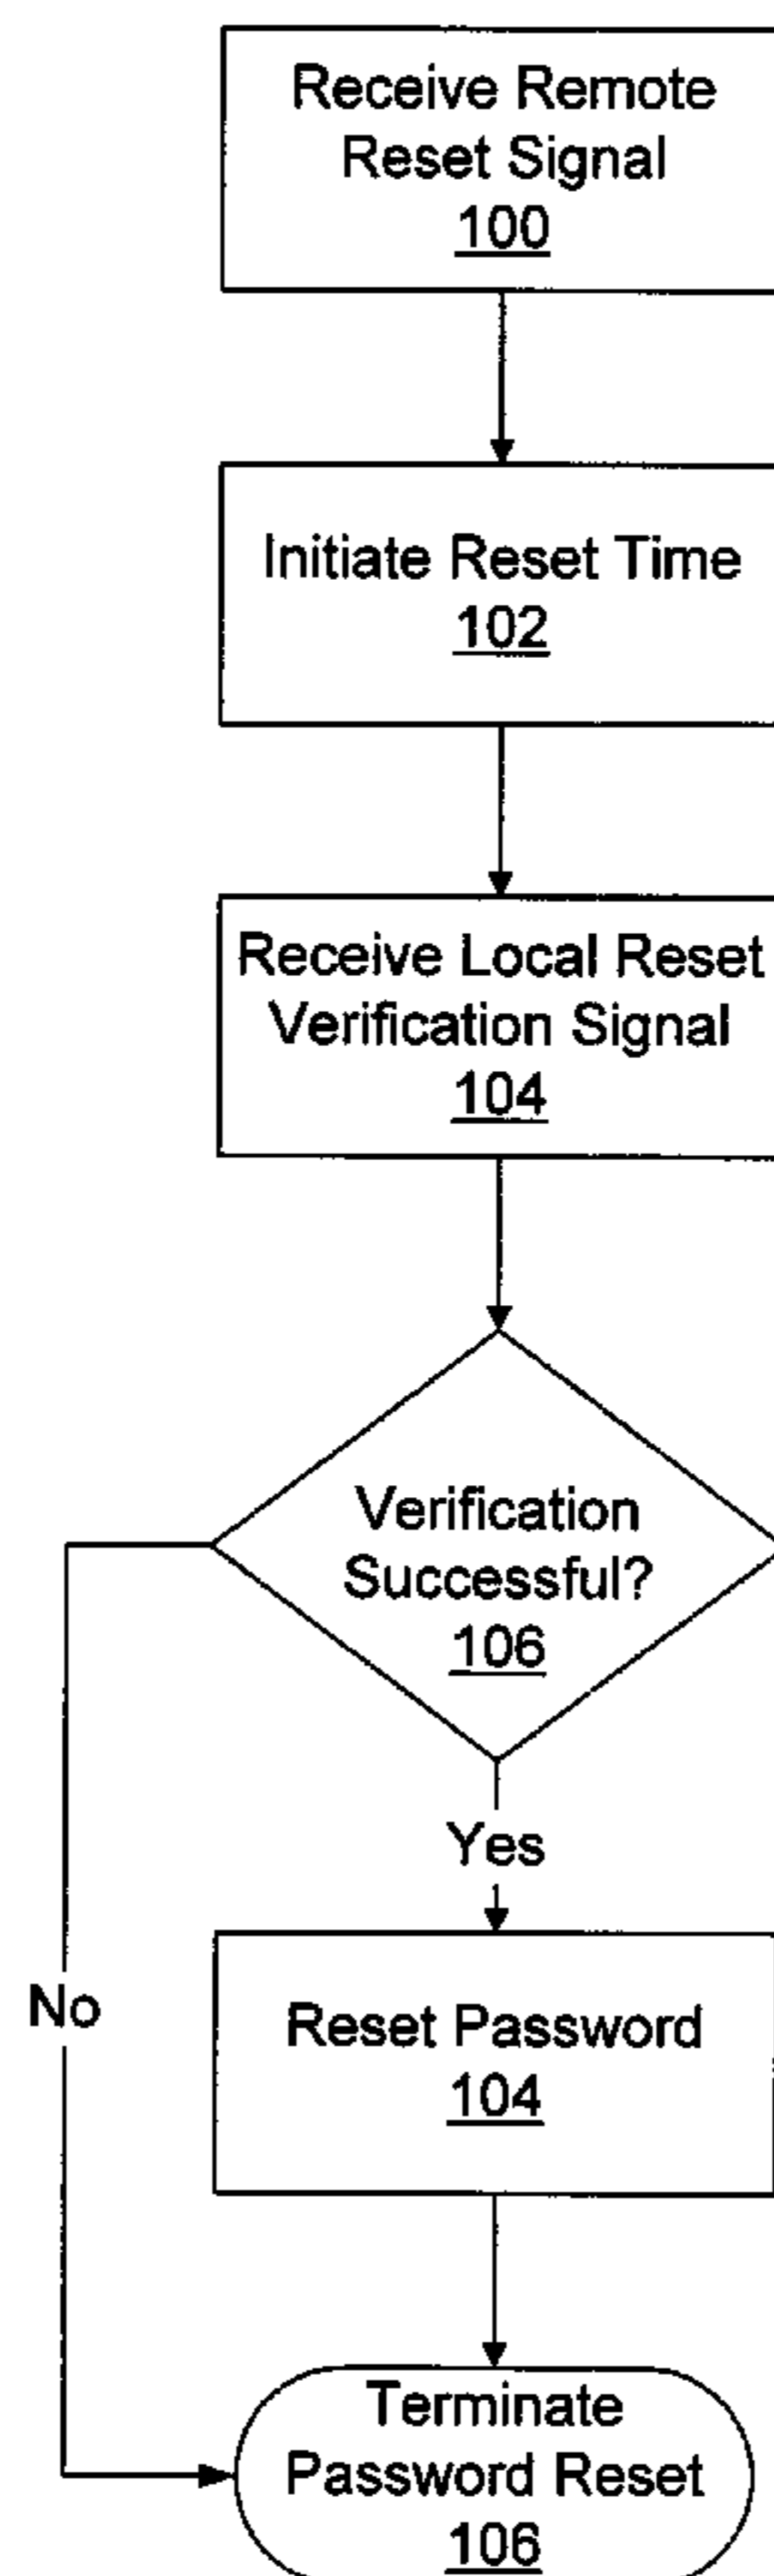 Receive Remote
Reset Signal
100
Initiate Reset Time
102
Receive Local Reset
Verification Signal
104
Verification
Successful?
106
Yes
No
Reset Password
104
Terminate
Password Reset
106